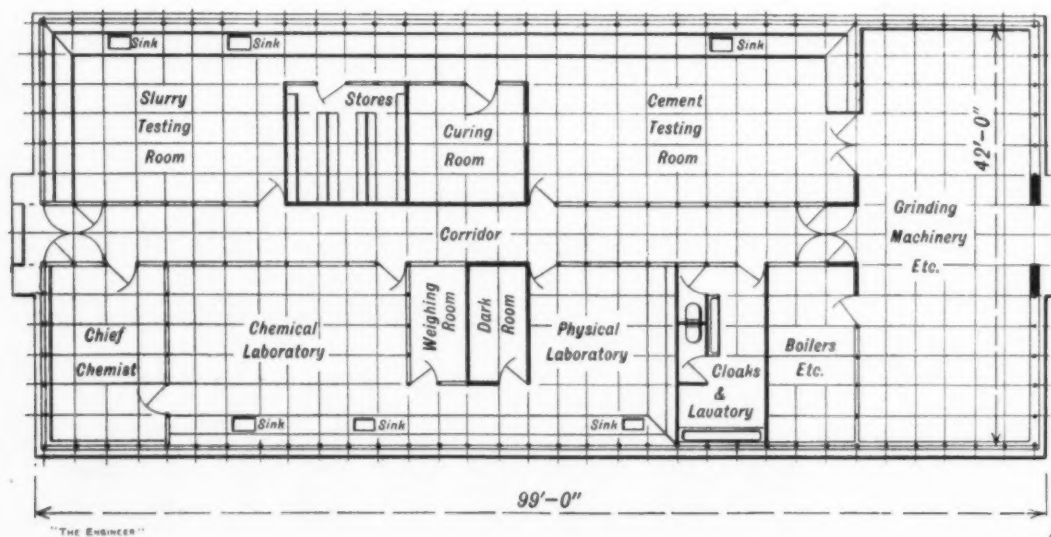 Sink
Sink
Sink
Slurry
Testing
Room
Stores
Curing
Room
Cement
Testing
Room
42'-0"
Corridor
Grinding
Machinery
Etc.
Chief
Chemist
Chemical
Laboratory
Weighing
Room
Dark
Room
Physical
Laboratory
Cloaks
&
Lavatory
Boilers
Etc.
Sink
Sink
Sink
99'-0"
"THE ENGINEER"